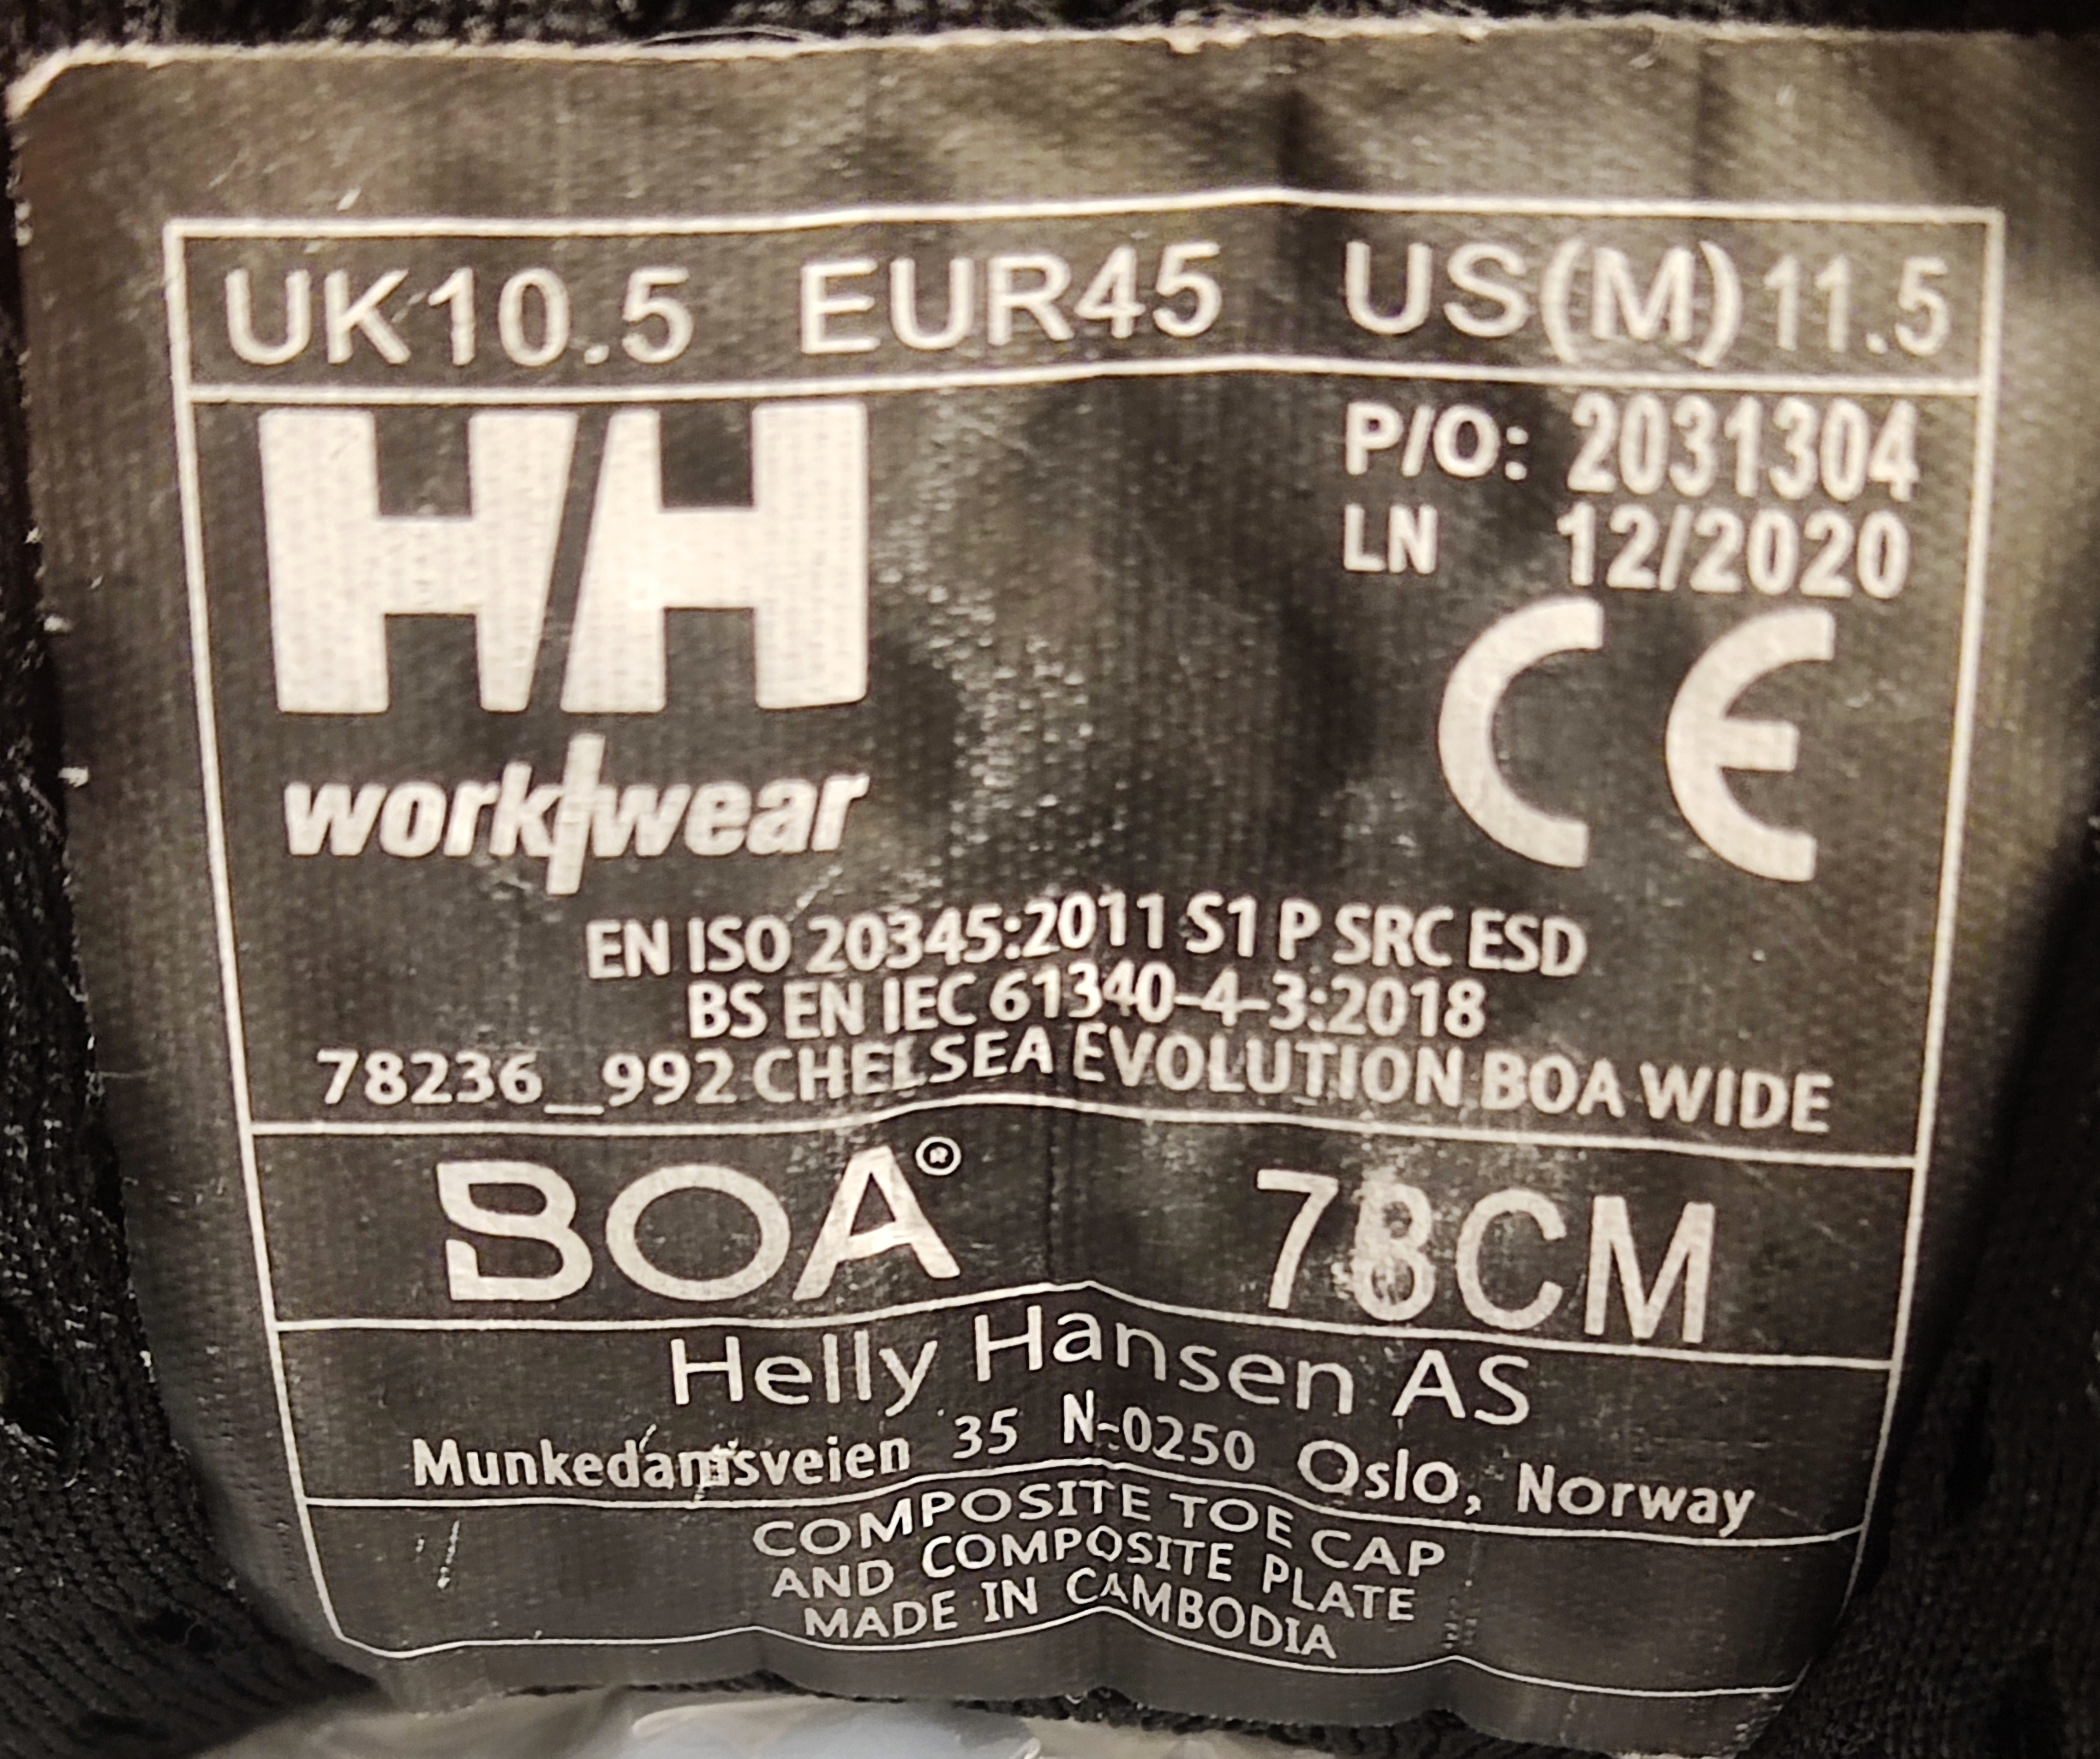 UK10.5 EUR45 US(M)11.5
HH
workwear
P/O: 2031304
LN 12/2020
CE
EN ISO 20345:2011 S1 P SRC ESD
BS EN IEC 61340-4-3:2018
78236_992 CHELSEA EVOLUTION BOA WIDE
BOA® 78CM
Helly Hansen AS
Munkedamsveien 35 N-0250 Oslo, Norway
COMPOSITE TOE CAP
AND COMPOSITE PLATE
MADE IN CAMBODIA